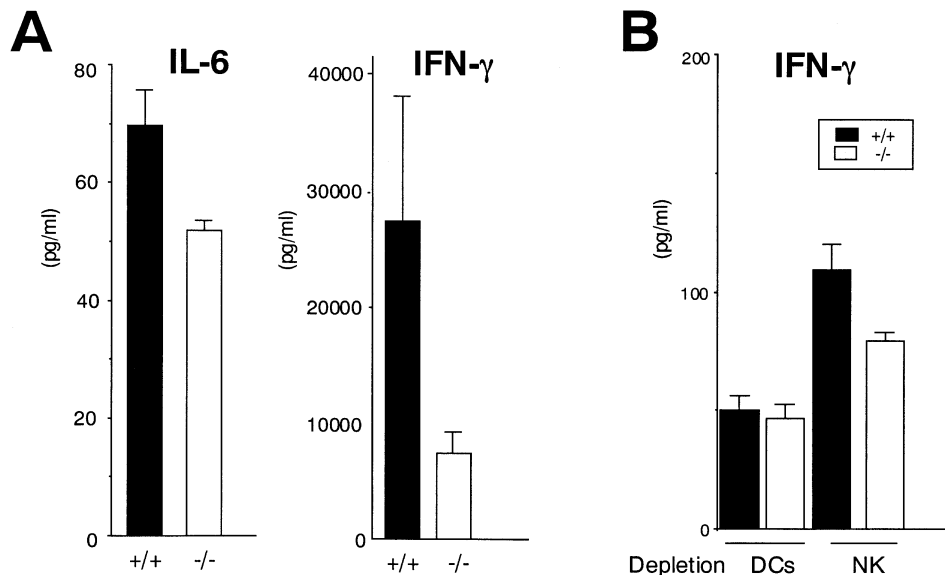 A
IL-6
(pg/ml)
80
60
40
20
0
+/+ -/-
IFN-γ
(pg/ml)
40000
30000
20000
10000
0
+/+ -/-
B
IFN-γ
+/+
-/-
(pg/ml)
200
100
0
Depletion DCs NK